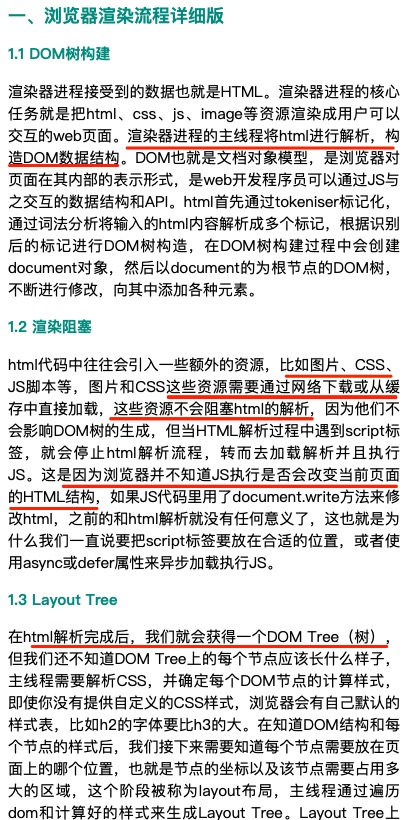 一、浏览器渲染流程详细版
1.1 DOM树构建
渲染器进程接受到的数据也就是HTML。渲染器进程的核心
任务就是把html、css、js、image等资源渲染成用户可以
交互的web页面。渲染器进程的主线程将html进行解析，构
造DOM数据结构。DOM也就是文档对象模型，是浏览器对
页面在其内部的表示形式，是web开发程序员可以通过JS与
之交互的数据结构和API。html首先通过tokeniser标记化，
通过词法分析将输入的html内容解析成多个标记，根据识别
后的标记进行DOM树构造，在DOM树构建过程中会创建
document对象，然后以document的为根节点的DOM树，
不断进行修改，向其中添加各种元素。
1.2 渲染阻塞
html代码中往往会引入一些额外的资源，比如图片、CSS、
JS脚本等，图片和CSS这些资源需要通过网络下载或从缓
存中直接加载，这些资源不会阻塞html的解析，因为他们不
会影响DOM树的生成，但当HTML解析过程中遇到script标
签，就会停止html解析流程，转而去加载解析并且执行
JS。这是因为浏览器并不知道JS执行是否会改变当前页面
的HTML结构，如果JS代码里用了document.write方法来修
改html，之前的和html解析就没有任何意义了，这也就是为
什么我们一直说要把script标签要放在合适的位置，或者使
用async或defer属性来异步加载执行JS。
1.3 Layout Tree
在html解析完成后，我们就会获得一个DOM Tree（树），
但我们还不知道DOM Tree上的每个节点应该长什么样子，
主线程需要解析CSS，并确定每个DOM节点的计算样式，
即使你没有提供自定义的CSS样式，浏览器会有自己默认的
样式表，比如h2的字体要比h3的大。在知道DOM结构和每
个节点的样式后，我们接下来需要知道每个节点需要放在页
面上的哪个位置，也就是节点的坐标以及该节点需要占用多
大的区域，这个阶段被称为layout布局，主线程通过遍历
dom和计算好的样式来生成Layout Tree。Layout Tree上